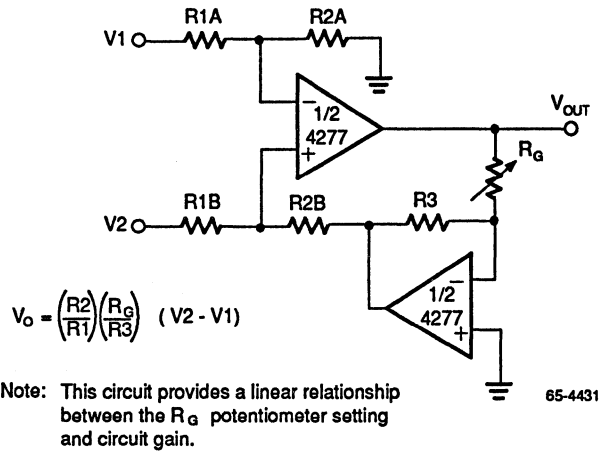 R1A
R2A
V1
1/2
4277
−
+
VOUT
RG
R1B
R2B
R3
V2
1/2
4277
−
+
VO = (R2/R1) (RG/R3) (V2 - V1)
Note: This circuit provides a linear relationship
between the RG potentiometer setting
and circuit gain.
65-4431